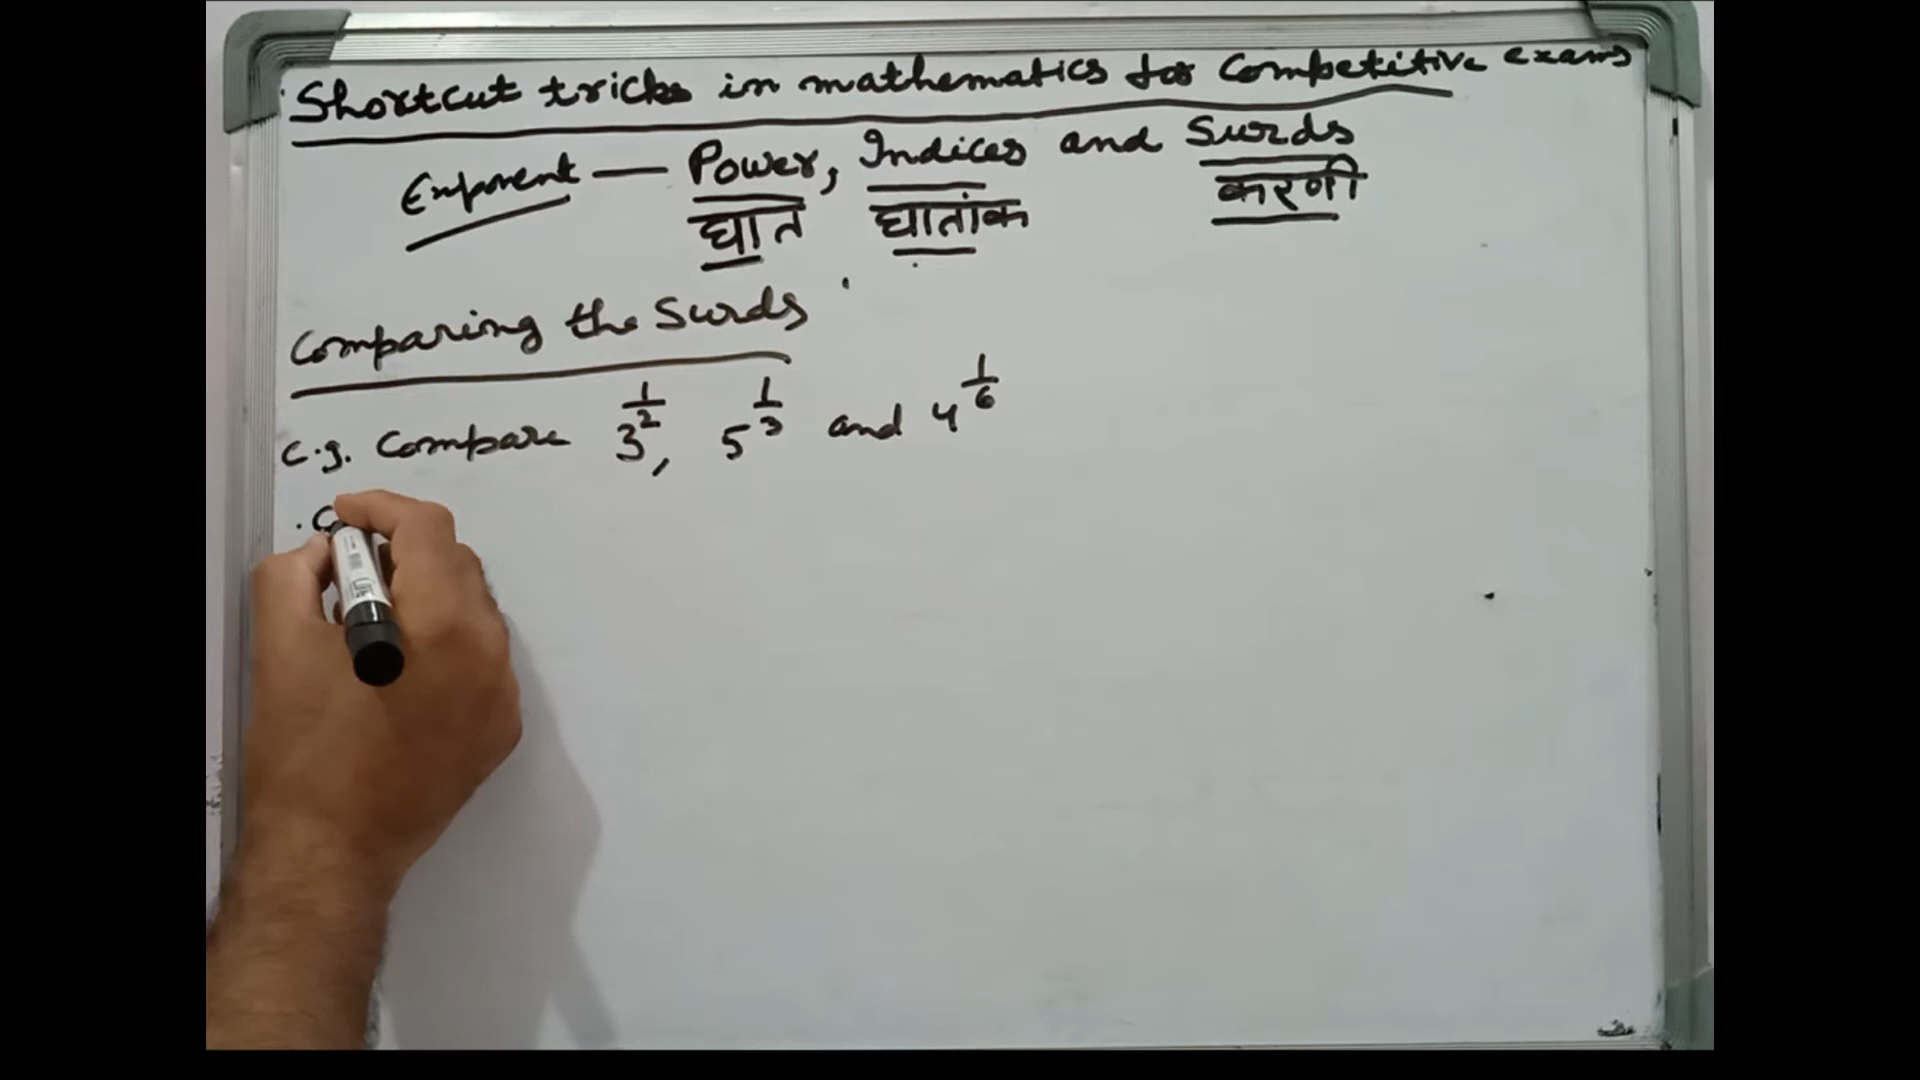 Shortcut tricks in mathematics for Competitive exams
Exponent — Power, Indices and Surds
घात घातांक करणी
Comparing the Surds
e.g. Compare 3^1/2, 5^1/3 and 4^1/6